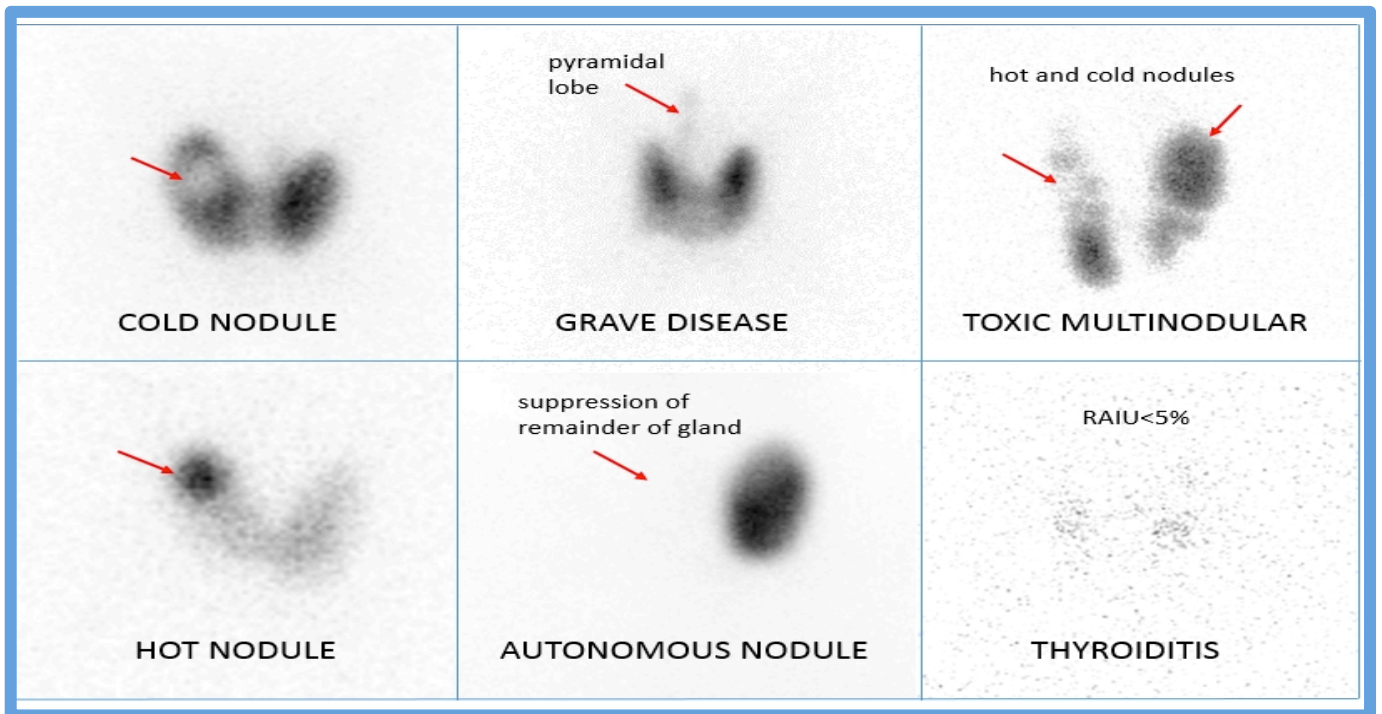 COLD NODULE
pyramidal
lobe
GRAVE DISEASE
hot and cold nodules
TOXIC MULTINODULAR
HOT NODULE
suppression of
remainder of gland
AUTONOMOUS NODULE
RAIU<5%
THYROIDITIS